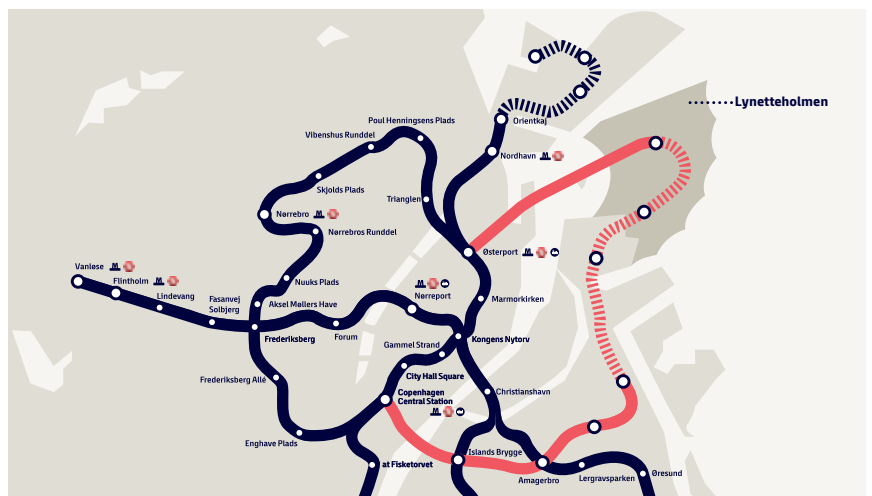 Lynetteholmen
Orientkaj
Poul Henningsens Plads
Vibenshus Runddel
Nordhavn
Skjolds Plads
Trianglen
Nørrebro
Nørrebros Runddel
Østerport
Vanløse
Flintholm
Nuuks Plads
Lindevang
Fasanvej
Solbjerg
Aksel Møllers Have
Nørreport
Marmorkirken
Frederiksberg
Forum
Kongens Nytorv
Gammel Strand
City Hall Square
Frederiksberg Allé
Copenhagen
Central Station
Christianshavn
Enghave Plads
at Fisketorvet
Islands Brygge
Amagerbro
Lergravsparken
Øresund